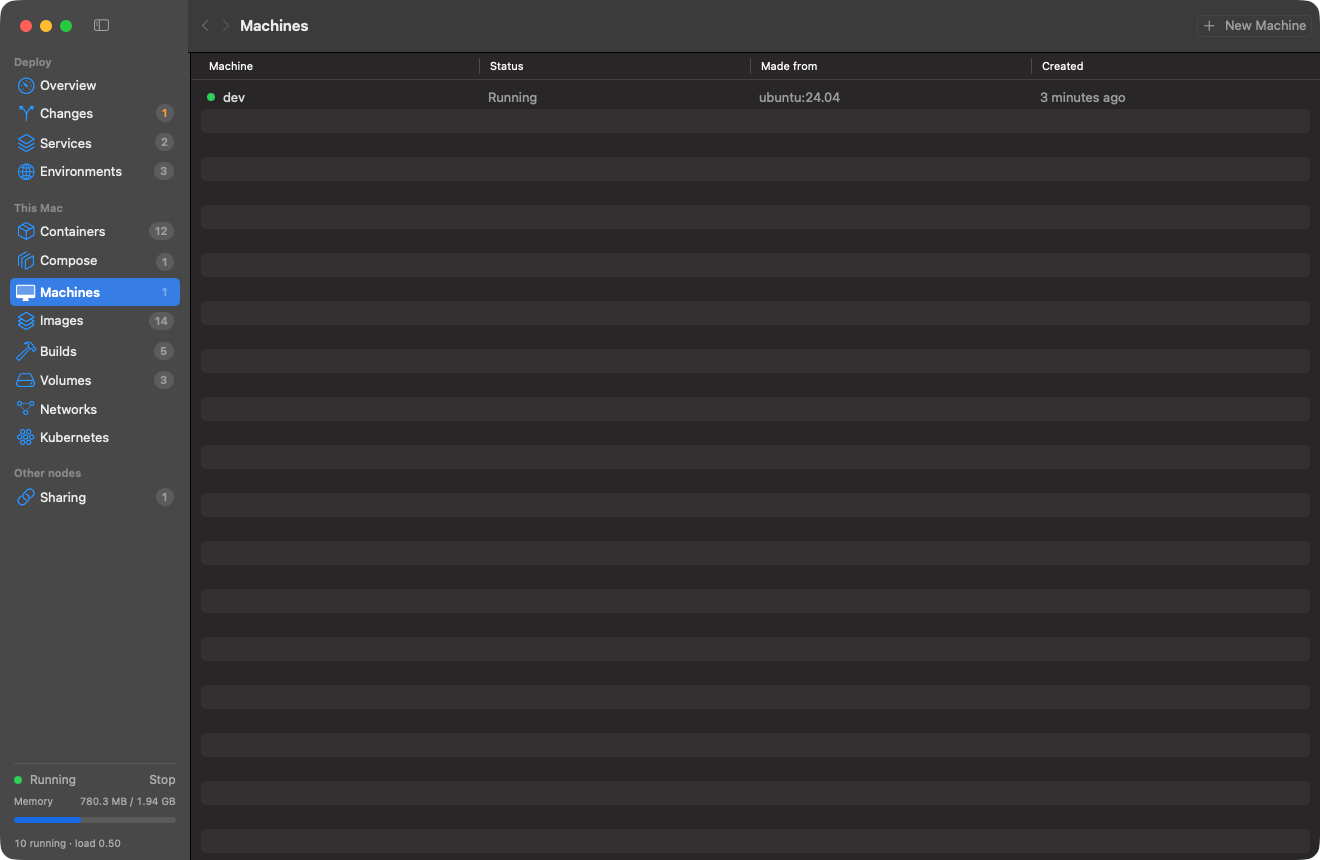 Machines
New Machine
Deploy
Overview
Changes 1
Services 2
Environments 3
This Mac
Containers 12
Compose 1
Machines 1
Images 14
Builds 5
Volumes 3
Networks
Kubernetes
Other nodes
Sharing 1
Running Stop
Memory 780.3 MB / 1.94 GB
10 running · load 0.50
Machine Status Made from Created
dev Running ubuntu:24.04 3 minutes ago